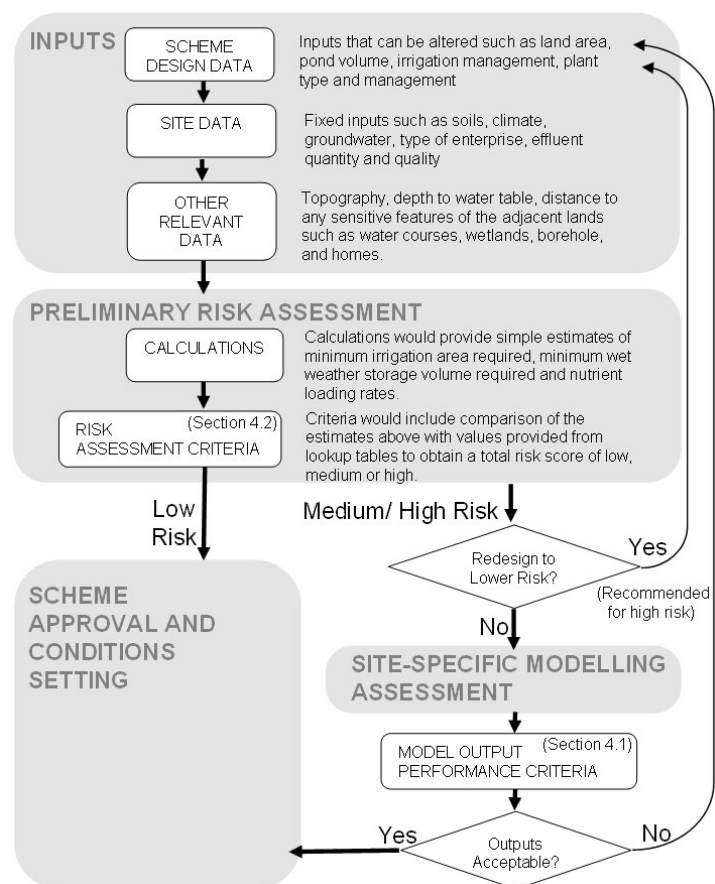 INPUTS
SCHEME
DESIGN DATA
Inputs that can be altered such as land area,
pond volume, irrigation management, plant
type and management
SITE DATA
Fixed inputs such as soils, climate,
groundwater, type of enterprise, effluent
quantity and quality
OTHER
RELEVANT
DATA
Topography, depth to water table, distance to
any sensitive features of the adjacent lands
such as water courses, wetlands, borehole,
and homes.
PRELIMINARY RISK ASSESSMENT
CALCULATIONS
Calculations would provide simple estimates of
minimum irrigation area required, minimum wet
weather storage volume required and nutrient
loading rates.
(Section 4.2)
RISK
ASSESSMENT CRITERIA
Criteria would include comparison of the
estimates above with values provided from
lookup tables to obtain a total risk score of low,
medium or high.
Low
Risk
Medium/ High Risk
Redesign to
Lower Risk?
Yes
(Recommended
for high risk)
No
SCHEME
APPROVAL AND
CONDITIONS
SETTING
SITE-SPECIFIC MODELLING
ASSESSMENT
(Section 4.1)
MODEL OUTPUT
PERFORMANCE CRITERIA
Yes
Outputs
Acceptable?
No